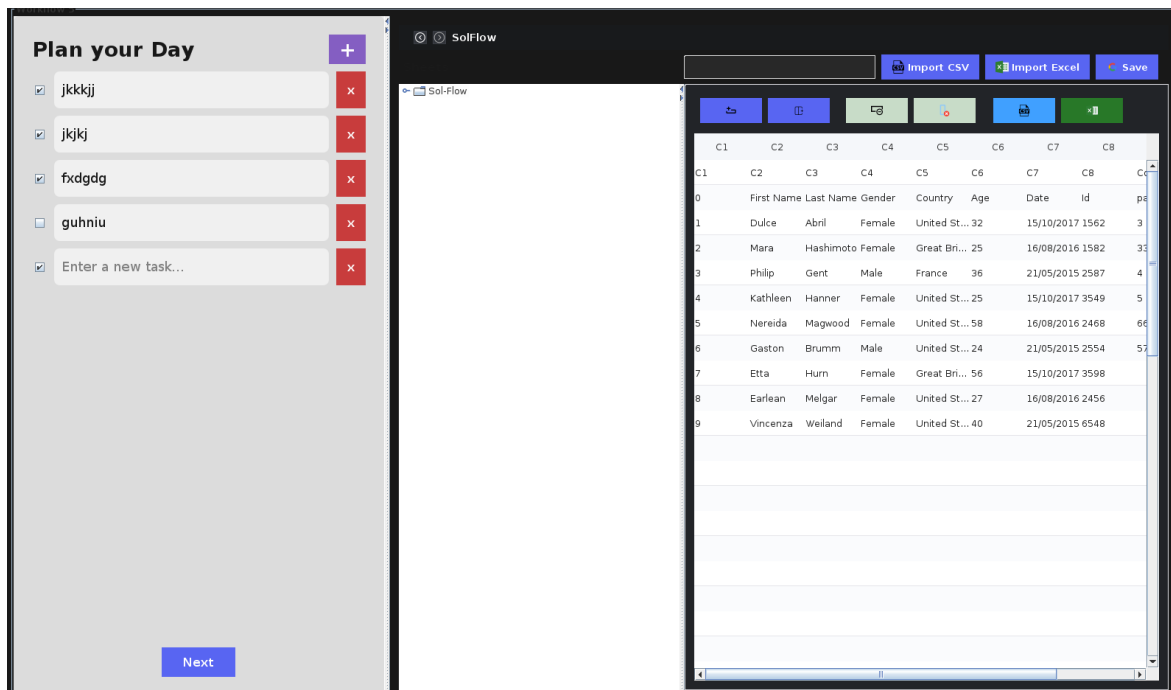 Plan your Day
+
jkkkjj
x
jkjkj
x
fxdgdg
x
guhniu
x
Enter a new task...
x
Next
SolFlow
Import CSV Import Excel Save
Sol-Flow
C1 C2 C3 C4 C5 C6 C7 C8
C1 C2 C3 C4 C5 C6 C7 C8
0 First Name Last Name Gender Country Age Date Id pa
1 Dulce Abril Female United St... 32 15/10/2017 1562 3
2 Mara Hashimoto Female Great Bri... 25 16/08/2016 1582 33
3 Philip Gent Male France 36 21/05/2015 2587 4
4 Kathleen Hanner Female United St... 25 15/10/2017 3549 5
5 Nereida Magwood Female United St... 58 16/08/2016 2468 66
6 Gaston Brumm Male United St... 24 21/05/2015 2554 57
7 Etta Hurn Female Great Bri... 56 15/10/2017 3598
8 Earlean Melgar Female United St... 27 16/08/2016 2456
9 Vincenza Weiland Female United St... 40 21/05/2015 6548